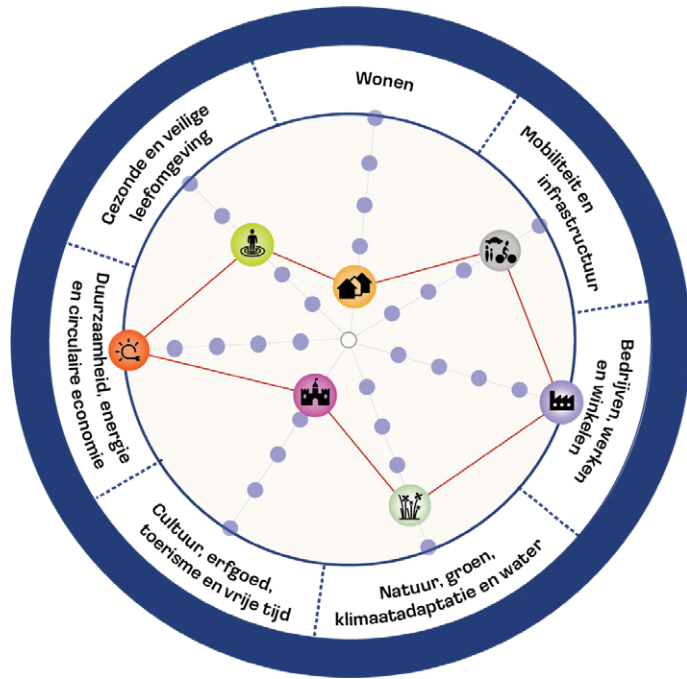 Wonen
Mobiliteit en
infrastructuur
Bedrijven, werken
en winkelen
Natuur, groen,
klimaatadaptatie en water
Cultuur, erfgoed,
toerisme en vrije tijd
Duurzaamheid, energie
en circulaire economie
Gezonde en veilige
leefomgeving